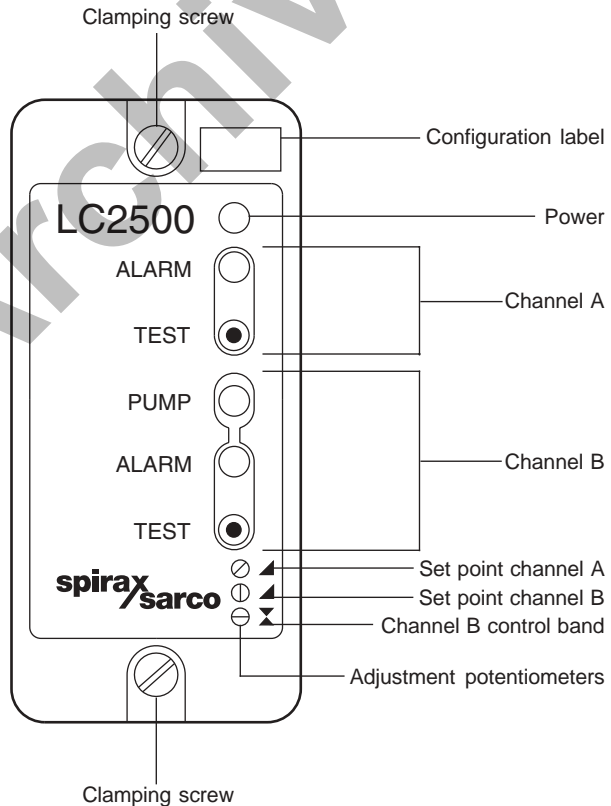 Clamping screw
Configuration label
LC2500
Power
ALARM
Channel A
TEST
PUMP
ALARM
Channel B
TEST
spirax
sarco
Set point channel A
Set point channel B
Channel B control band
Adjustment potentiometers
Clamping screw